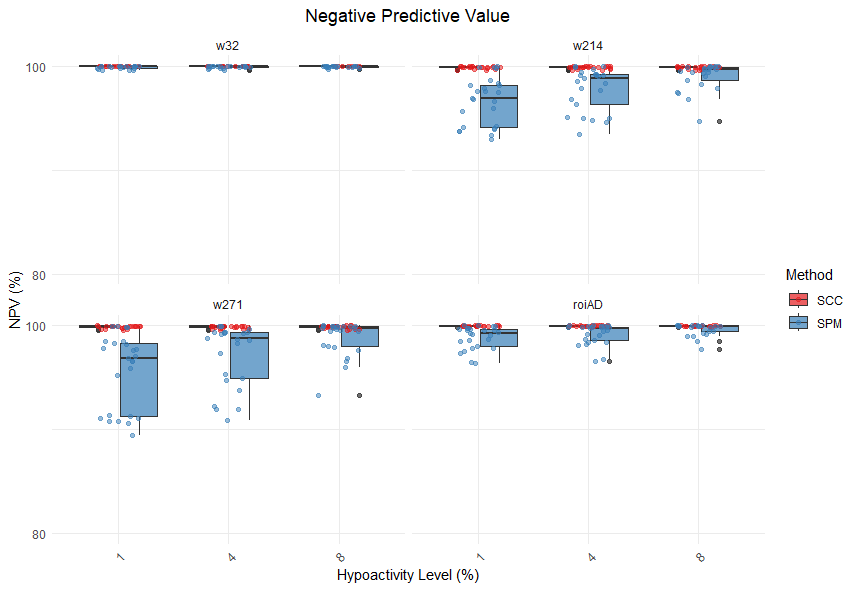 Negative Predictive Value
w32
w214
100
80
w271
roiAD
100
80
NPV (%)
1
4
8
1
4
8
Hypoactivity Level (%)
Method
SCC
SPM